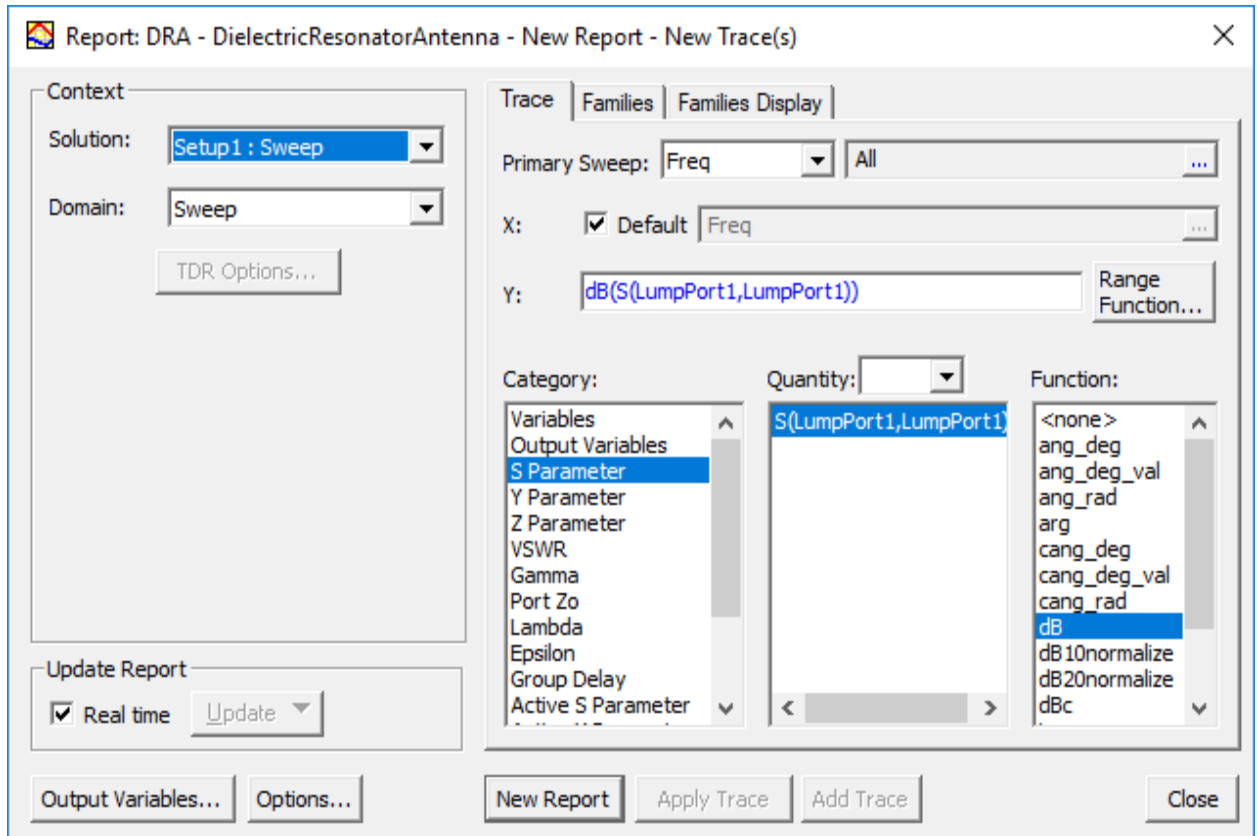 Report: DRA - DielectricResonatorAntenna - New Report - New Trace(s)
Context
Solution:
Setup1 : Sweep
Domain:
Sweep
TDR Options...
Update Report
Real time
Update
Output Variables...
Options...
Trace
Families
Families Display
Primary Sweep:
Freq
All
...
X:
Default
Freq
...
Y:
dB(S(LumpPort1,LumpPort1))
Range
Function...
Category:
Variables
Output Variables
S Parameter
Y Parameter
Z Parameter
VSWR
Gamma
Port Zo
Lambda
Epsilon
Group Delay
Active S Parameter
Quantity:
S(LumpPort1,LumpPort1)
Function:
<none>
ang_deg
ang_deg_val
ang_rad
arg
cang_deg
cang_deg_val
cang_rad
dB
dB10normalize
dB20normalize
dBc
New Report
Apply Trace
Add Trace
Close